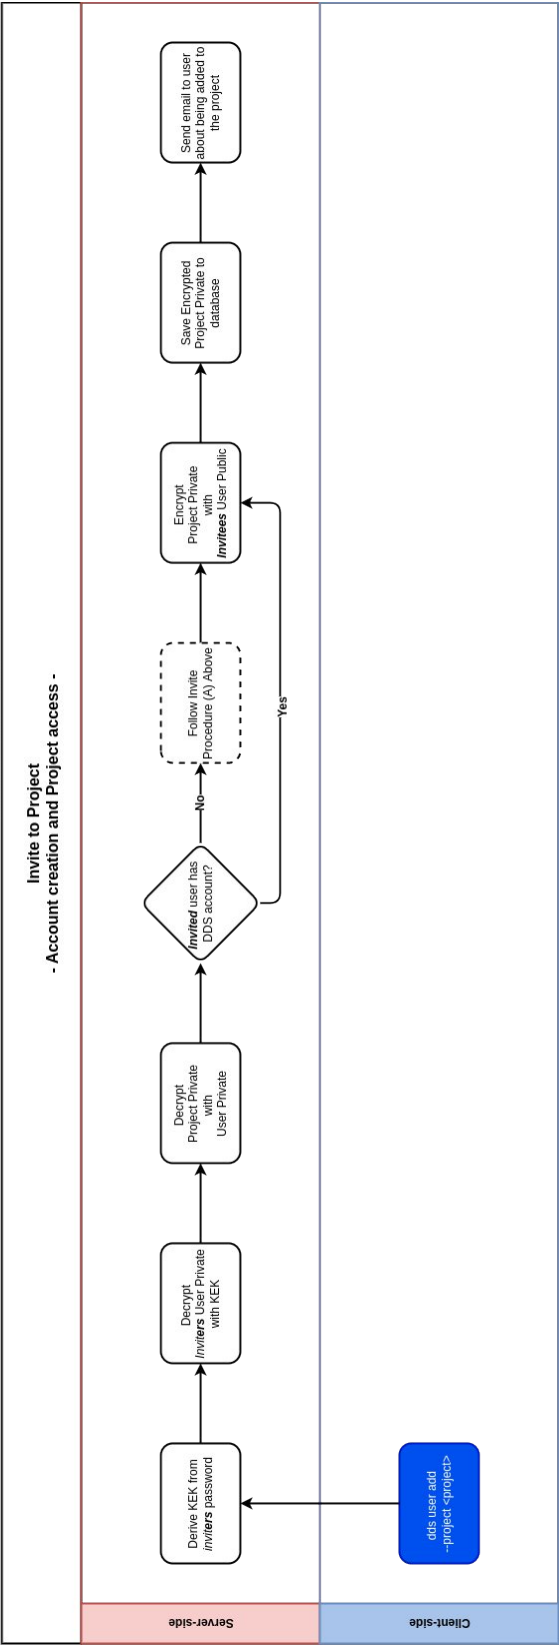 Invite to Project
- Account creation and Project access -
Server-side
Client-side
dds user add
--project <project>
Derive KEK from
inviters password
Decrypt
Inviters User Private
with KEK
Decrypt
Project Private
with
User Private
Invited user has
DDS account?
No
Yes
Follow Invite
Procedure (A) Above
Encrypt
Project Private
with
Invitees User Public
Save Encrypted
Project Private to
database
Send email to user
about being added to
the project